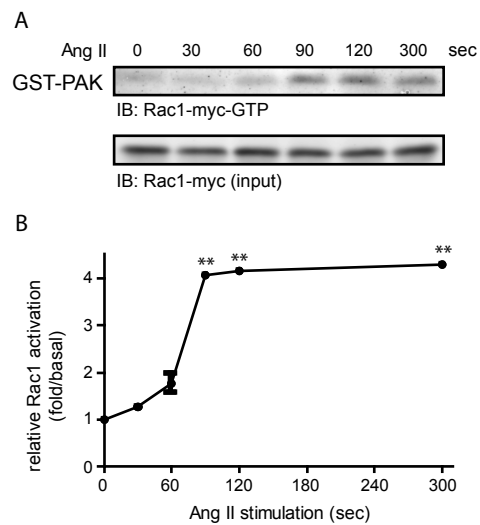 A
Ang II 0 30 60 90 120 300 sec
GST-PAK
IB: Rac1-myc-GTP
IB: Rac1-myc (input)
B
relative Rac1 activation
(fold/basal)
4
3
2
1
0
** ** **
0 60 120 180 240 300
Ang II stimulation (sec)